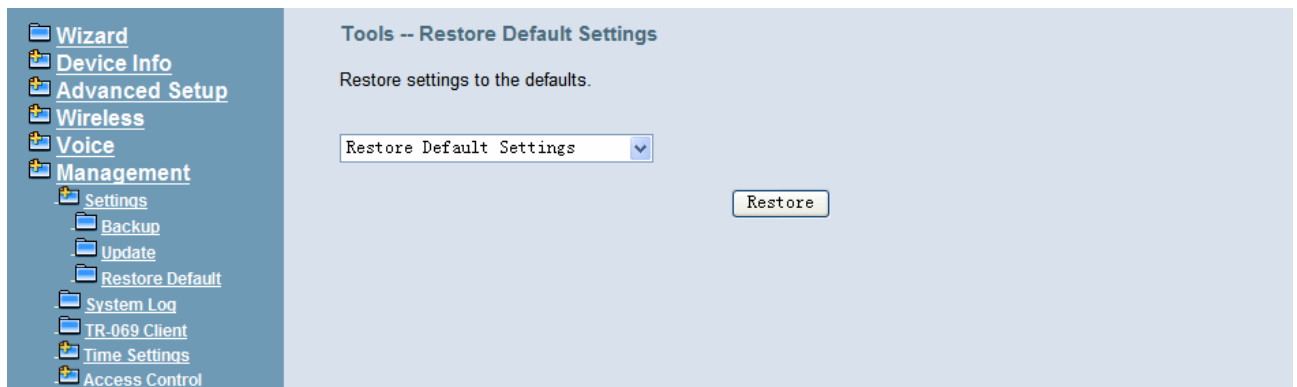 Wizard
Device Info
Advanced Setup
Wireless
Voice
Management
Settings
Backup
Update
Restore Default
System Log
TR-069 Client
Time Settings
Access Control
Tools -- Restore Default Settings
Restore settings to the defaults.
Restore Default Settings
Restore